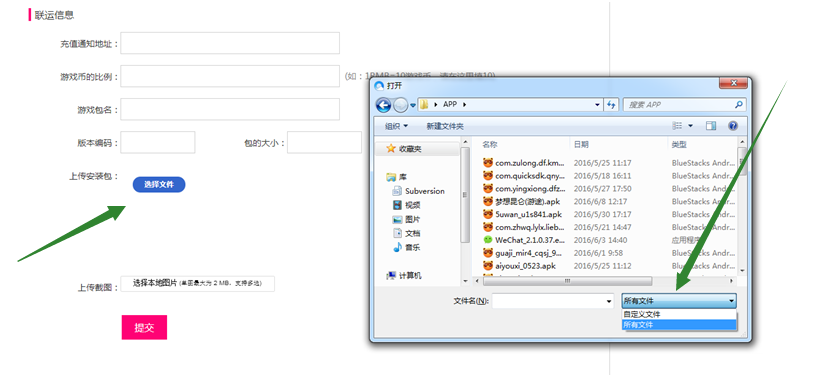 联运信息
充值通知地址：
游戏币的比例：
(如：1RMB=10游戏币，请在这里填10)
游戏包名：
版本编码：
包的大小：
上传安装包：
选择文件
上传截图：
选择本地图片 (单图最大为 2 MB，支持多选)
提交
打开
APP
搜索 APP
组织
新建文件夹
收藏夹
库
Subversion
视频
图片
文档
音乐
计算机
名称 日期 类型
com.zulong.df.km... 2016/5/25 11:17 BlueStacks Andr...
com.quicksdk.qny... 2016/5/18 16:11 BlueStacks Andr...
com.yingxiong.dfz... 2016/5/27 17:50 BlueStacks Andr...
梦想昆仑(游途).apk 2016/6/8 12:17 BlueStacks Andr...
5uwan_u1s841.apk 2016/5/30 17:17 BlueStacks Andr...
com.zhwq.lylx.lieb... 2016/5/21 14:47 BlueStacks Andr...
WeChat_2.1.0.37.e... 2016/6/3 14:40 应用程序
guaji_mir4_cqsj_9... 2016/6/1 9:58 BlueStacks Andr...
aiyouxi_0523.apk 2016/5/25 11:12 BlueStacks Andr...
文件名(N):
所有文件
自定义文件
所有文件